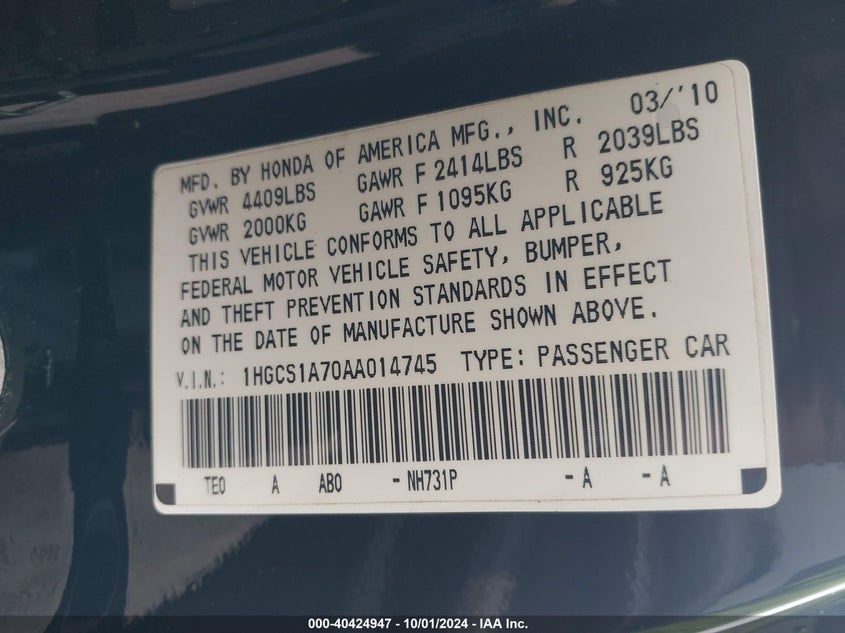 MFD. BY HONDA OF AMERICA MFG., INC. 03/'10
GVWR 4409LBS GAWR F 2414LBS R 2039LBS
GVWR 2000KG GAWR F 1095KG R 925KG
THIS VEHICLE CONFORMS TO ALL APPLICABLE
FEDERAL MOTOR VEHICLE SAFETY, BUMPER,
AND THEFT PREVENTION STANDARDS IN EFFECT
ON THE DATE OF MANUFACTURE SHOWN ABOVE.
V.I.N.: 1HGCS1A70AA014745 TYPE: PASSENGER CAR
TE0 A AB0 - NH731P - A - A
000-40424947 - 10/01/2024 - IAA Inc.